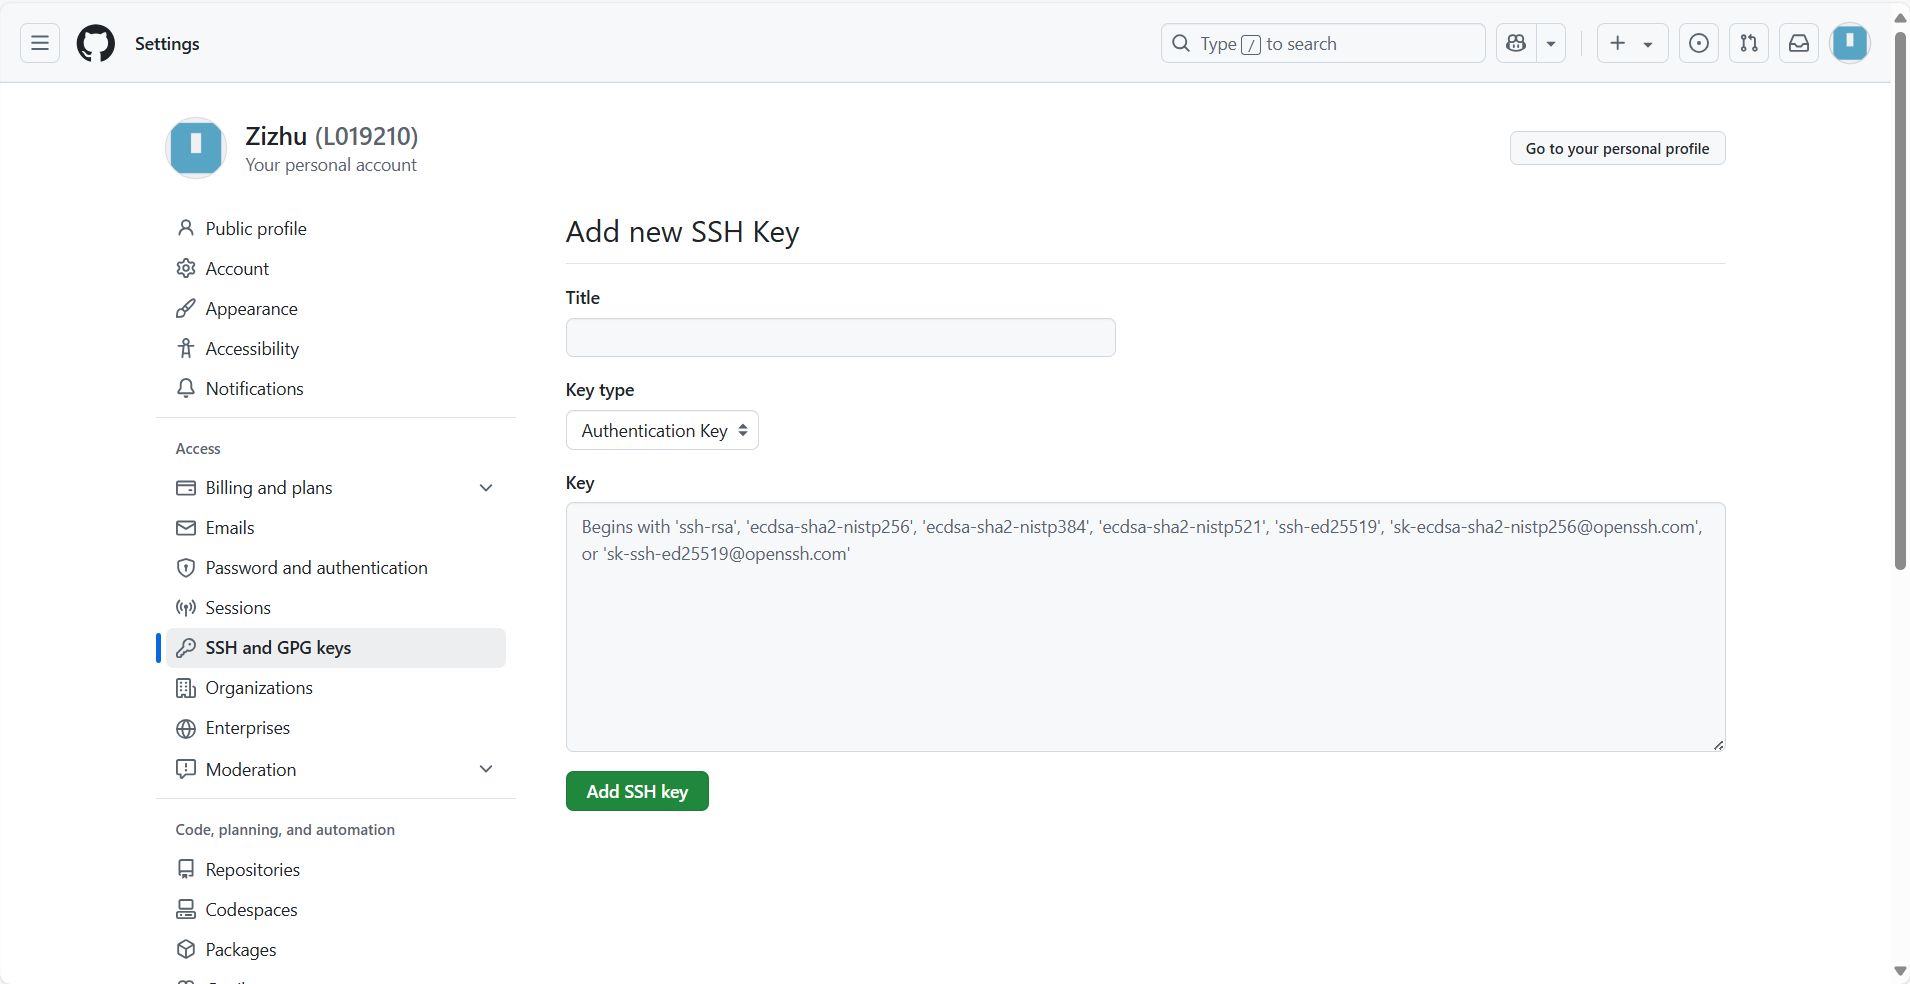 Settings
Type / to search
Zizhu (L019210)
Your personal account
Go to your personal profile
Public profile
Account
Appearance
Accessibility
Notifications
Access
Billing and plans
Emails
Password and authentication
Sessions
SSH and GPG keys
Organizations
Enterprises
Moderation
Code, planning, and automation
Repositories
Codespaces
Packages
Add new SSH Key
Title
Key type
Authentication Key
Key
Begins with 'ssh-rsa', 'ecdsa-sha2-nistp256', 'ecdsa-sha2-nistp384', 'ecdsa-sha2-nistp521', 'ssh-ed25519', 'sk-ecdsa-sha2-nistp256@openssh.com',
or 'sk-ssh-ed25519@openssh.com'
Add SSH key